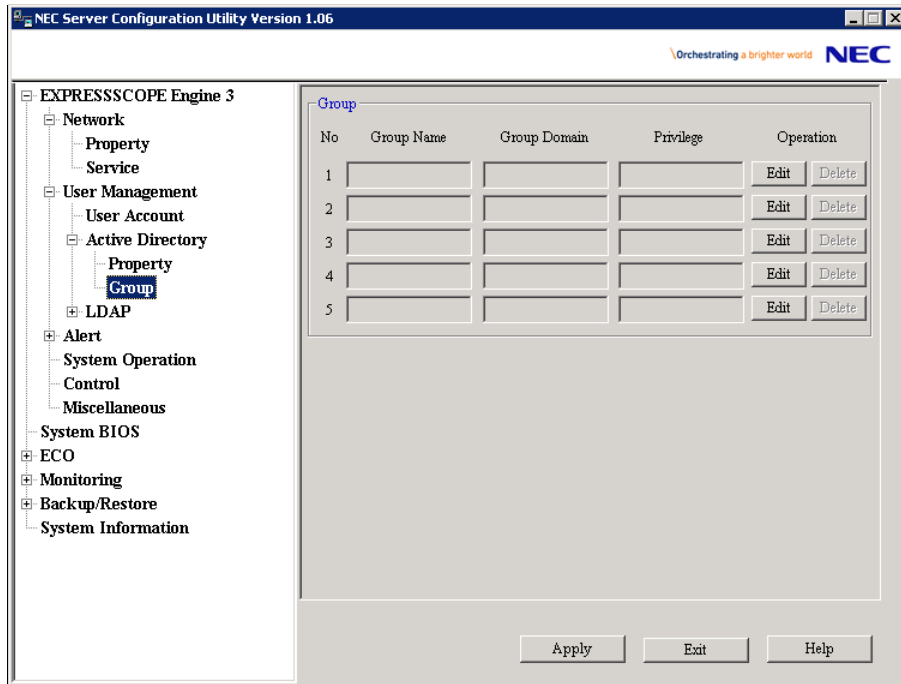 NEC Server Configuration Utility Version 1.06
\Orchestrating a brighter world NEC
EXPRESSSCOPE Engine 3
Network
Property
Service
User Management
User Account
Active Directory
Property
Group
LDAP
Alert
System Operation
Control
Miscellaneous
System BIOS
ECO
Monitoring
Backup/Restore
System Information
Group
No Group Name Group Domain Privilege Operation
1 Edit Delete
2 Edit Delete
3 Edit Delete
4 Edit Delete
5 Edit Delete
Apply Exit Help